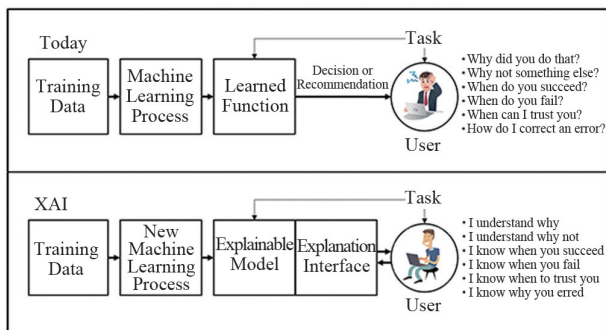 Today
Task
Training
Data
Machine
Learning
Process
Learned
Function
Decision or
Recommendation
User
• Why did you do that?
• Why not something else?
• When do you succeed?
• When do you fail?
• When can I trust you?
• How do I correct an error?
XAI
Task
Training
Data
New
Machine
Learning
Process
Explainable
Model
Explanation
Interface
User
• I understand why
• I understand why not
• I know when you succeed
• I know when you fail
• I know when to trust you
• I know why you erred